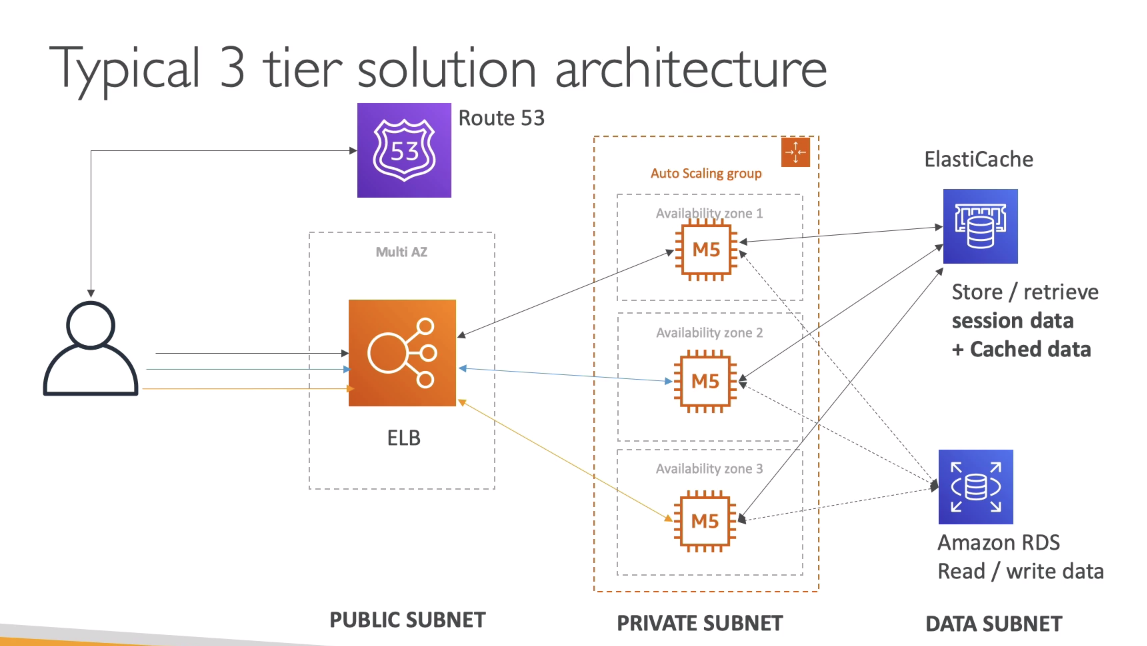 Typical 3 tier solution architecture
Route 53
53
ElastiCache
Auto Scaling group
Availability zone 1
M5
Multi AZ
Store / retrieve
session data
+ Cached data
Availability zone 2
M5
ELB
Availability zone 3
M5
Amazon RDS
Read / write data
PUBLIC SUBNET
PRIVATE SUBNET
DATA SUBNET